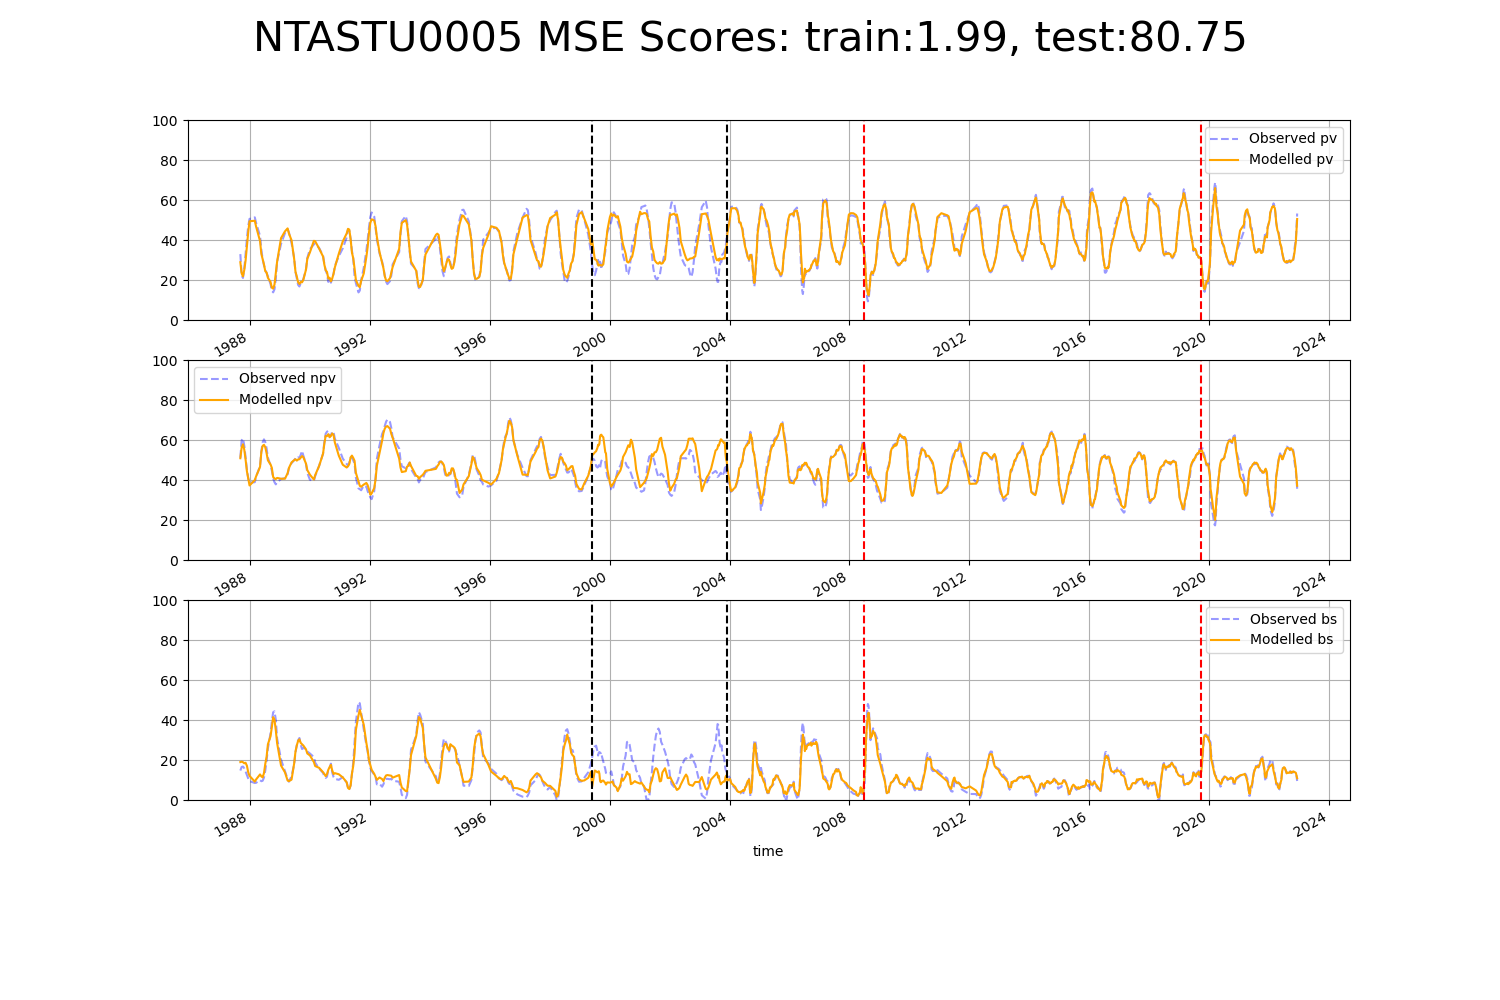 NTASTU0005 MSE Scores: train:1.99, test:80.75
100
80
60
40
20
0
Observed pv
Modelled pv
1988 1992 1996 2000 2004 2008 2012 2016 2020 2024
100
80
60
40
20
0
Observed npv
Modelled npv
1988 1992 1996 2000 2004 2008 2012 2016 2020 2024
100
80
60
40
20
0
Observed bs
Modelled bs
1988 1992 1996 2000 2004 2008 2012 2016 2020 2024
time